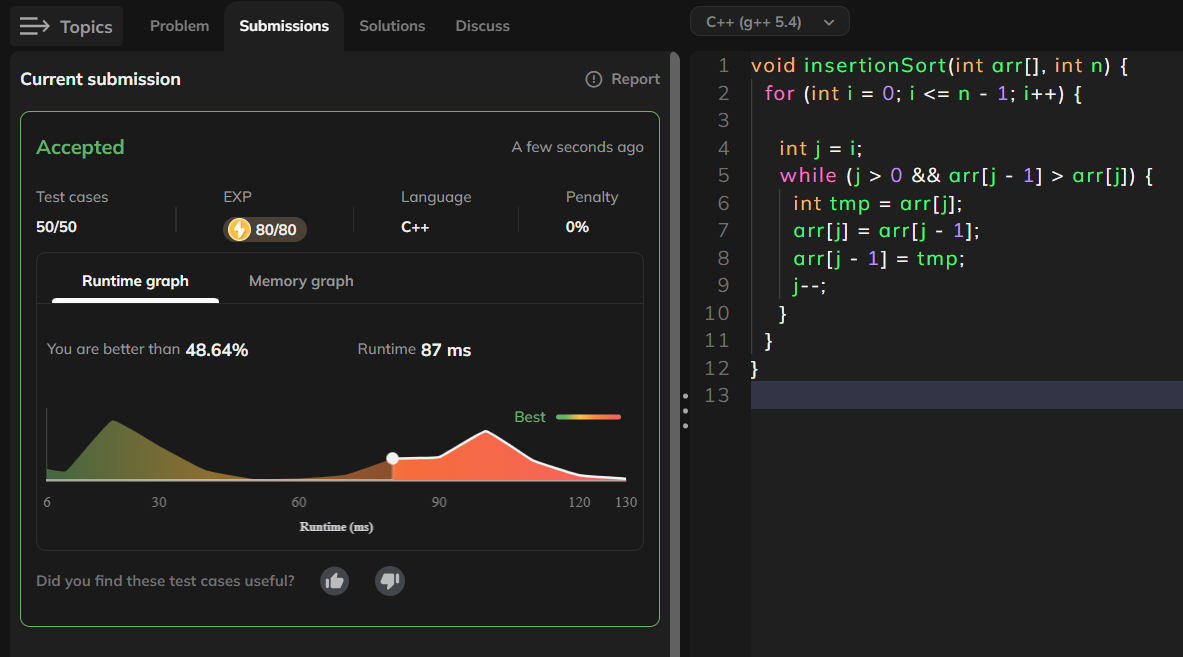 Topics Problem Submissions Solutions Discuss C++ (g++ 5.4)
Current submission Report
Accepted A few seconds ago
Test cases EXP Language Penalty
50/50 80/80 C++ 0%
Runtime graph Memory graph
You are better than 48.64% Runtime 87 ms
Best
6 30 60 90 120 130
Runtime (ms)
Did you find these test cases useful?
1 void insertionSort(int arr[], int n) {
2 for (int i = 0; i <= n - 1; i++) {
3
4 int j = i;
5 while (j > 0 && arr[j - 1] > arr[j]) {
6 int tmp = arr[j];
7 arr[j] = arr[j - 1];
8 arr[j - 1] = tmp;
9 j--;
10 }
11 }
12 }
13